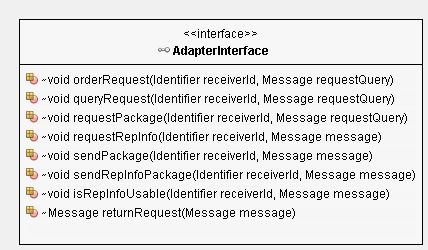 <<interface>>
AdapterInterface
~void orderRequest(Identifier receiverId, Message requestQuery)
~void queryRequest(Identifier receiverId, Message requestQuery)
~void requestPackage(Identifier receiverId, Message requestQuery)
~void requestRepInfo(Identifier receiverId, Message message)
~void sendPackage(Identifier receiverId, Message message)
~void sendRepInfoPackage(Identifier receiverId, Message message)
~void isRepInfoUsable(Identifier receiverId, Message message)
~Message returnRequest(Message message)